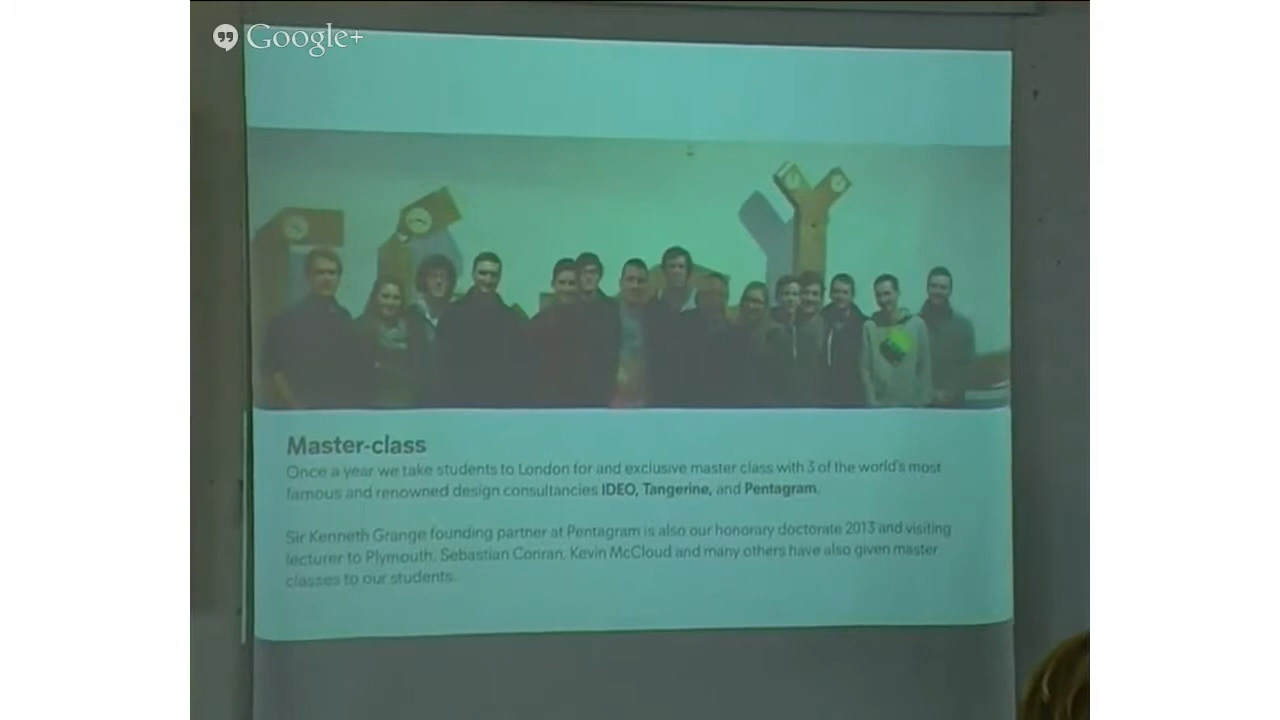 Google+
Master-class
Once a year we take students to London for and exclusive master class with 3 of the world's most
famous and renowned design consultancies IDEO, Tangerine, and Pentagram.
Sir Kenneth Grange founding partner at Pentagram is also our honorary doctorate 2013 and visiting
lecturer to Plymouth. Sebastian Conran, Kevin McCloud and many others have also given master
classes to our students.